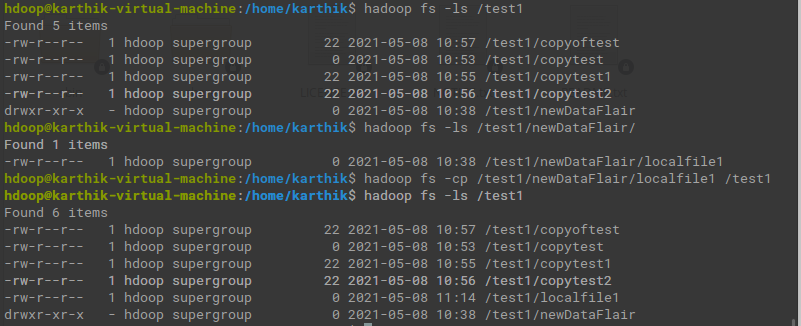 hdoop@karthik-virtual-machine:/home/karthik$ hadoop fs -ls /test1
Found 5 items
-rw-r--r--   1 hdoop supergroup         22 2021-05-08 10:57 /test1/copyoftest
-rw-r--r--   1 hdoop supergroup          0 2021-05-08 10:53 /test1/copytest
-rw-r--r--   1 hdoop supergroup         22 2021-05-08 10:55 /test1/copytest1
-rw-r--r--   1 hdoop supergroup         22 2021-05-08 10:56 /test1/copytest2
drwxr-xr-x   - hdoop supergroup          0 2021-05-08 10:38 /test1/newDataFlair
hdoop@karthik-virtual-machine:/home/karthik$ hadoop fs -ls /test1/newDataFlair/
Found 1 items
-rw-r--r--   1 hdoop supergroup          0 2021-05-08 10:38 /test1/newDataFlair/localfile1
hdoop@karthik-virtual-machine:/home/karthik$ hadoop fs -cp /test1/newDataFlair/localfile1 /test1
hdoop@karthik-virtual-machine:/home/karthik$ hadoop fs -ls /test1
Found 6 items
-rw-r--r--   1 hdoop supergroup         22 2021-05-08 10:57 /test1/copyoftest
-rw-r--r--   1 hdoop supergroup          0 2021-05-08 10:53 /test1/copytest
-rw-r--r--   1 hdoop supergroup         22 2021-05-08 10:55 /test1/copytest1
-rw-r--r--   1 hdoop supergroup         22 2021-05-08 10:56 /test1/copytest2
-rw-r--r--   1 hdoop supergroup          0 2021-05-08 11:14 /test1/localfile1
drwxr-xr-x   - hdoop supergroup          0 2021-05-08 10:38 /test1/newDataFlair